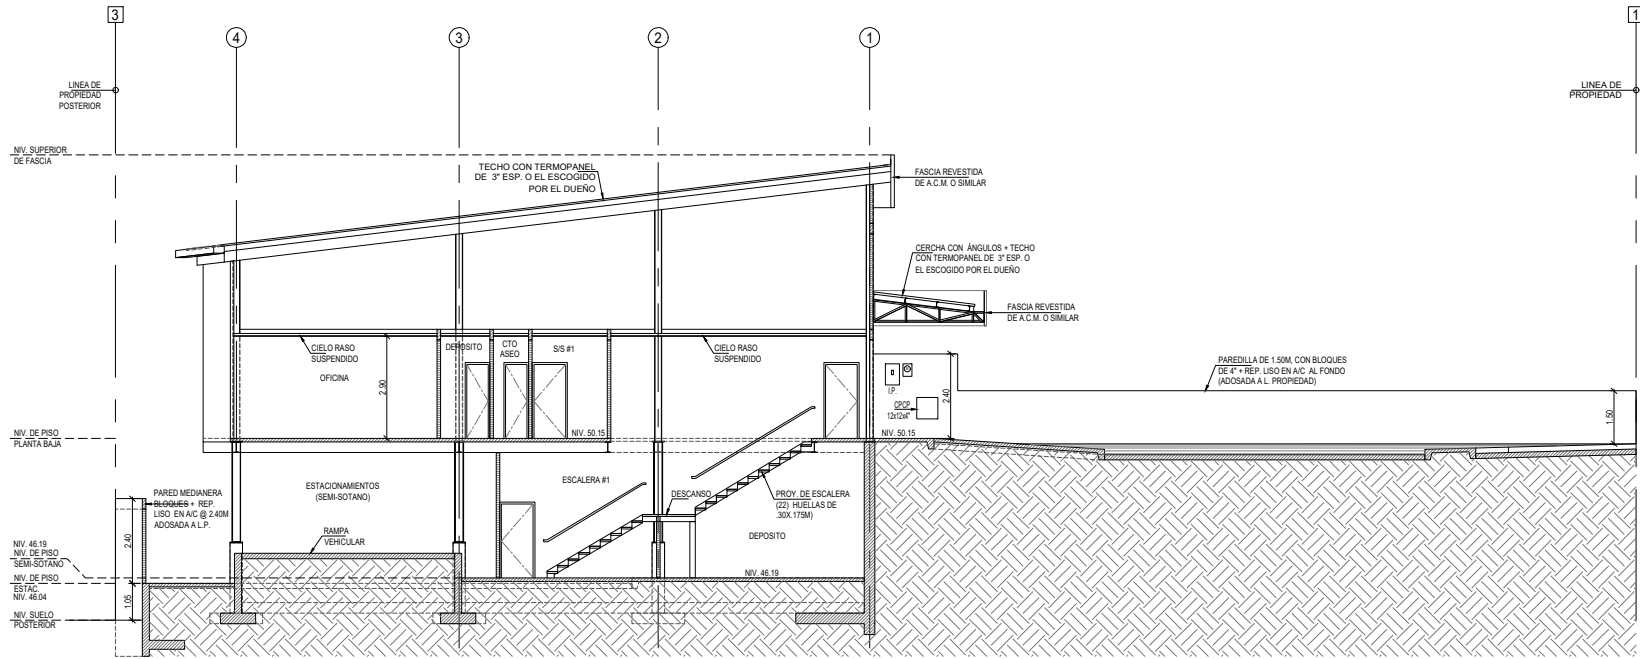 3
4
3
2
1
1
LINEA DE
PROPIEDAD
POSTERIOR
LINEA DE
PROPIEDAD
NIV. SUPERIOR
DE FASCIA
TECHO CON TERMOPANEL
DE 3" ESP. O EL ESCOGIDO
POR EL DUEÑO
FASCIA REVESTIDA
DE A.C.M. O SIMILAR
CERCHA CON ÁNGULOS + TECHO
CON TERMOPANEL DE 3" ESP. O
EL ESCOGIDO POR EL DUEÑO
FASCIA REVESTIDA
DE A.C.M. O SIMILAR
CIELO RASO
SUSPENDIDO
OFICINA
2.90
DEPOSITO
CTO
ASEO
S/S #1
CIELO RASO
SUSPENDIDO
I.P.
CPCP
12x12x4"
2.40
PAREDILLA DE 1.50M, CON BLOQUES
DE 4" + REP. LISO EN A/C AL FONDO
(ADOSADA A L. PROPIEDAD)
1.50
NIV. DE PISO
PLANTA BAJA
NIV. 50.15
NIV. 50.15
PARED MEDIANERA
BLOQUES + REP.
LISO EN A/C @ 2.40M
ADOSADA A L.P.
2.40
ESTACIONAMIENTOS
(SEMI-SOTANO)
RAMPA
VEHICULAR
ESCALERA #1
DESCANSO
PROY. DE ESCALERA
(22) HUELLAS DE
.30X.175M)
DEPOSITO
NIV. 46.19
NIV. 46.19
NIV. DE PISO
SEMI-SOTANO
NIV. DE PISO
ESTAC.
NIV. 46.04
1.05
NIV. SUELO
POSTERIOR